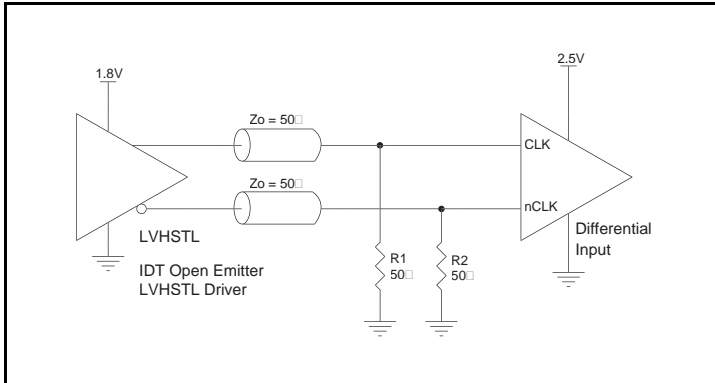 1.8V
2.5V
Zo = 50□
CLK
Zo = 50□
nCLK
LVHSTL
Differential
Input
IDT Open Emitter
LVHSTL Driver
R1
50□
R2
50□